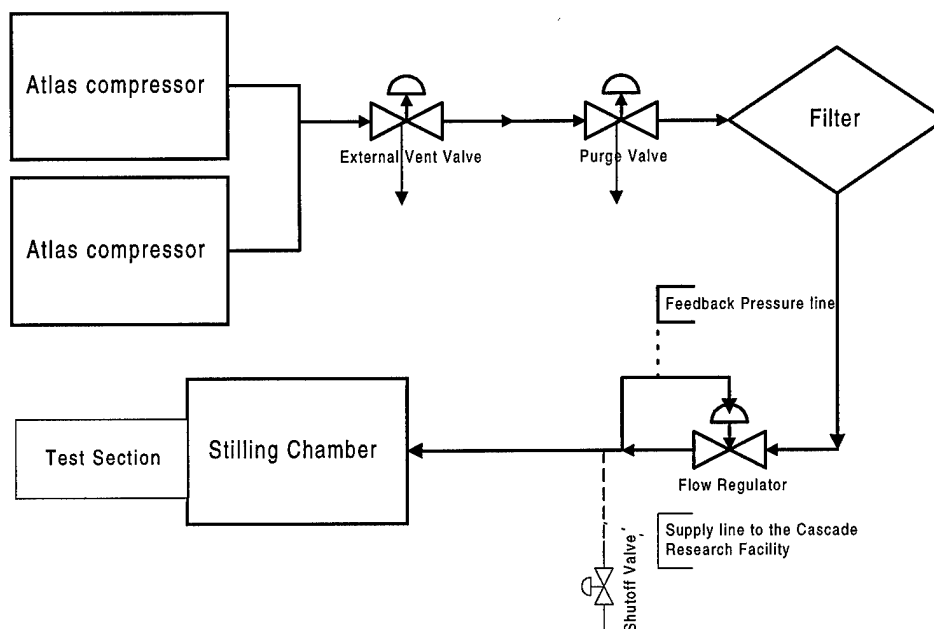 Atlas compressor
External Vent Valve
Purge Valve
Filter
Atlas compressor
Feedback Pressure line
Test Section
Stilling Chamber
Flow Regulator
Shutoff Valve
Supply line to the Cascade
Research Facility